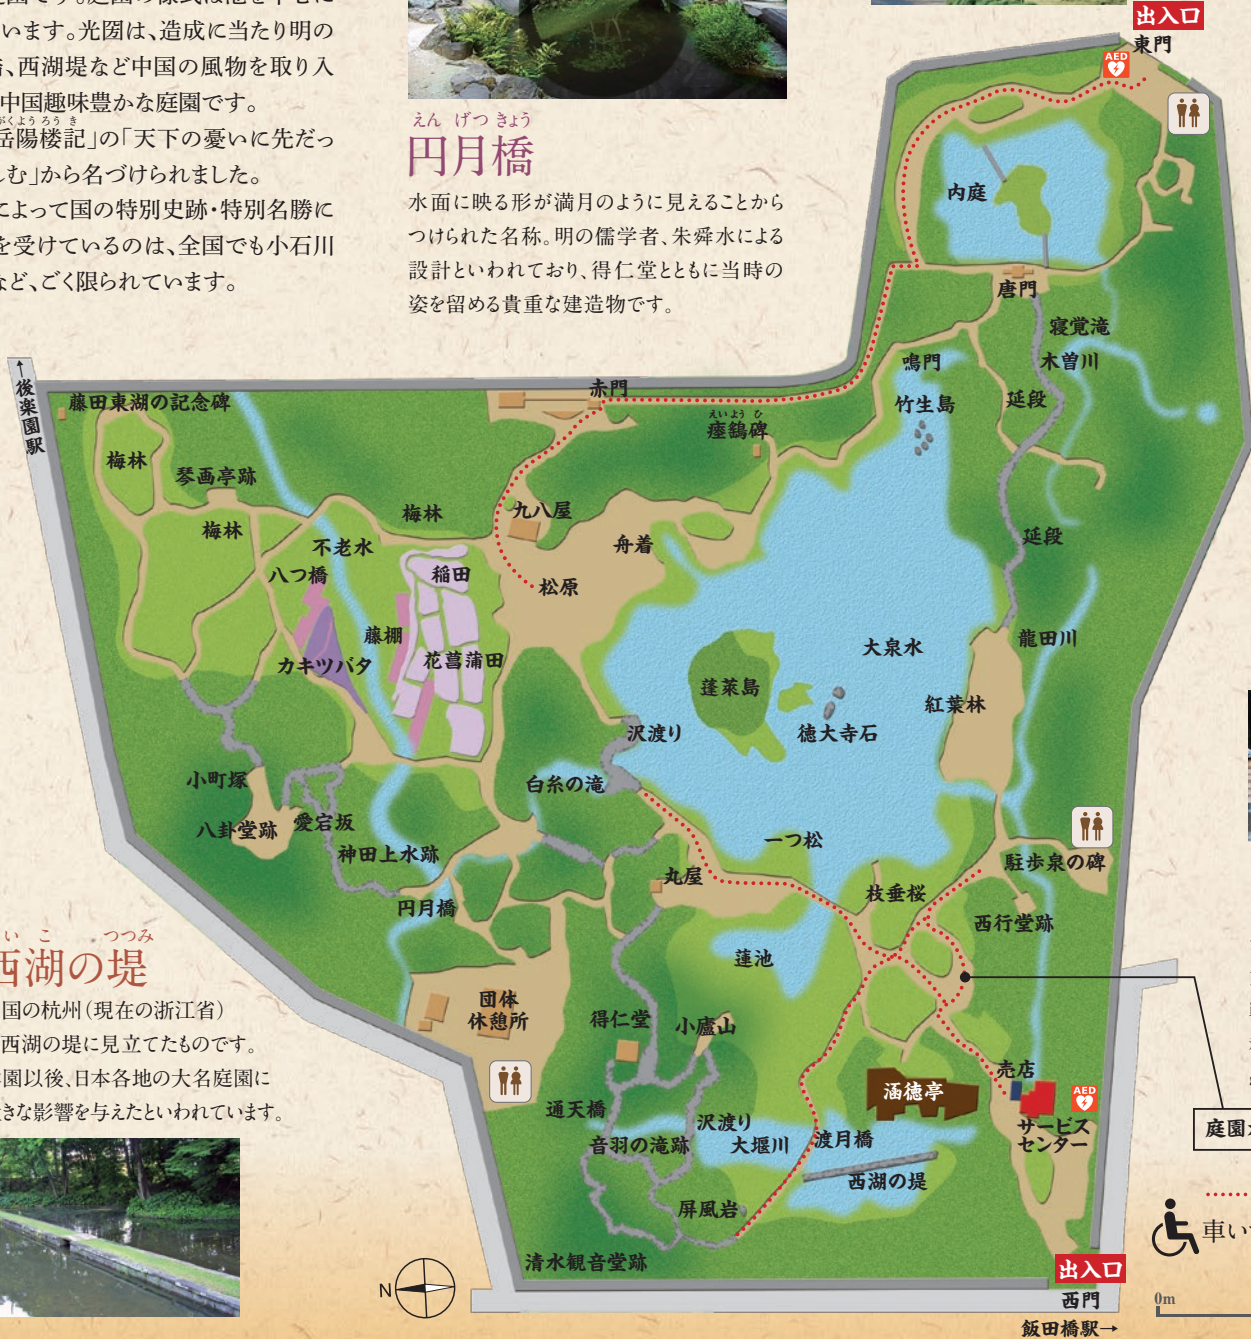 います。光圀は、造成に当たり明の
、西湖堤など中国の風物を取り入
中国趣味豊かな庭園です。
がくようろうき
岳陽楼記」の「天下の憂いに先だっ
む」から名づけられました。
によって国の特別史跡・特別名勝に
を受けているのは、全国でも小石川
など、ごく限られています。
えんげつきょう
円月橋
水面に映る形が満月のように見えることから
つけられた名称。明の儒学者、朱舜水による
設計といわれており、得仁堂とともに当時の
姿を留める貴重な建造物です。
出入口
東門
AED
内庭
唐門
寝覚滝
木曽川
鳴門
竹生島
延段
←後楽園駅
藤田東湖の記念碑
赤門
えいようひ
瘞鷂碑
梅林
琴画亭跡
梅林
梅林
九八屋
不老水
舟着
延段
八つ橋
稲田
松原
藤棚
龍田川
大泉水
カキツバタ
花菖蒲田
蓬莱島
紅葉林
沢渡り
徳大寺石
小町塚
白糸の滝
八卦堂跡
愛宕坂
一つ松
神田上水跡
駐歩泉の碑
丸屋
枝垂桜
円月橋
西行堂跡
蓮池
いこ つつみ
西湖の堤
国の杭州（現在の浙江省）
西湖の堤に見立てたものです。
園以後、日本各地の大名庭園に
きな影響を与えたといわれています。
団体
休憩所
得仁堂
小廬山
売店
涵徳亭
AED
通天橋
沢渡り
サービス
センター
音羽の滝跡
大堰川
渡月橋
庭園
西湖の堤
屏風岩
車い
清水観音堂跡
N
出入口
西門
0m
飯田橋駅→